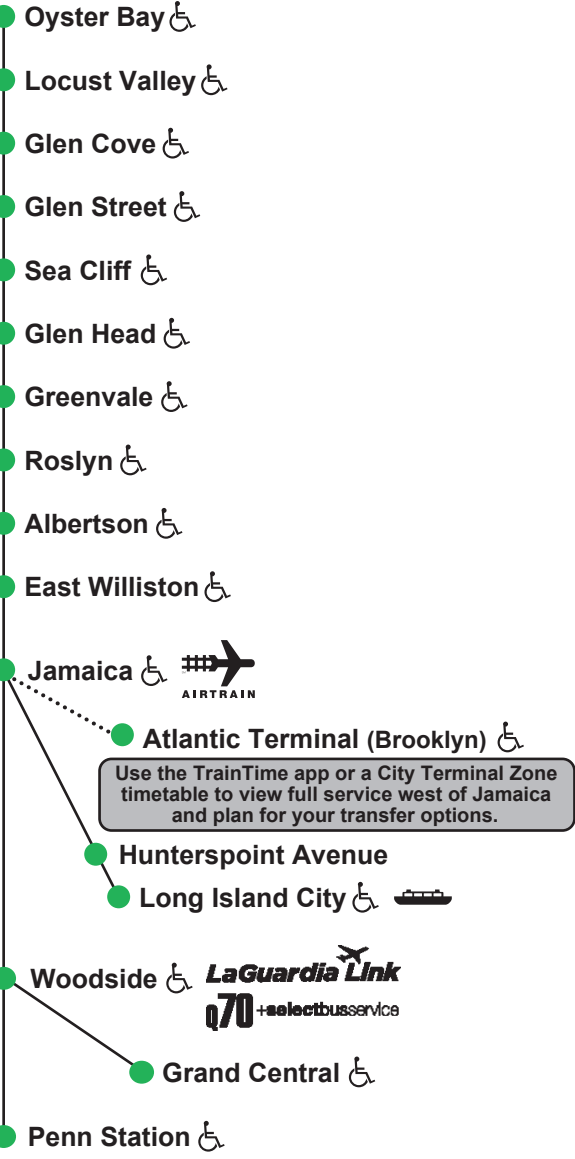 Oyster Bay
Locust Valley
Glen Cove
Glen Street
Sea Cliff
Glen Head
Greenvale
Roslyn
Albertson
East Williston
Jamaica
AIRTRAIN
Atlantic Terminal (Brooklyn)
Use the TrainTime app or a City Terminal Zone
timetable to view full service west of Jamaica
and plan for your transfer options.
Hunterspoint Avenue
Long Island City
Woodside
LaGuardia Link
Q70 +selectbusservice
Grand Central
Penn Station